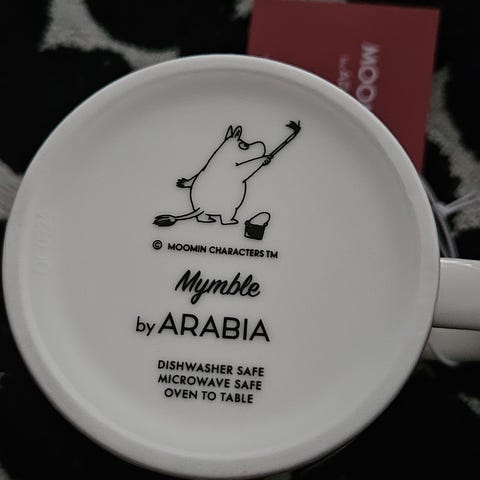 © MOOMIN CHARACTERS TM
Mymble
by ARABIA
DISHWASHER SAFE
MICROWAVE SAFE
OVEN TO TABLE